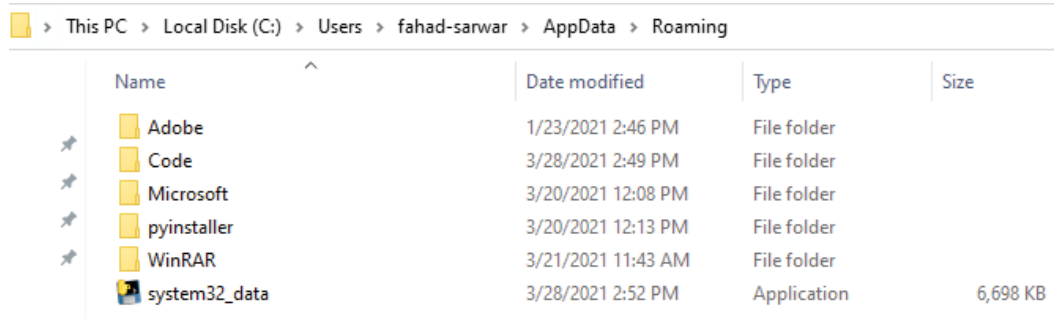 This PC > Local Disk (C:) > Users > fahad-sarwar > AppData > Roaming
Name Date modified Type Size
Adobe 1/23/2021 2:46 PM File folder
Code 3/28/2021 2:49 PM File folder
Microsoft 3/20/2021 12:08 PM File folder
pyinstaller 3/20/2021 12:13 PM File folder
WinRAR 3/21/2021 11:43 AM File folder
system32_data 3/28/2021 2:52 PM Application 6,698 KB